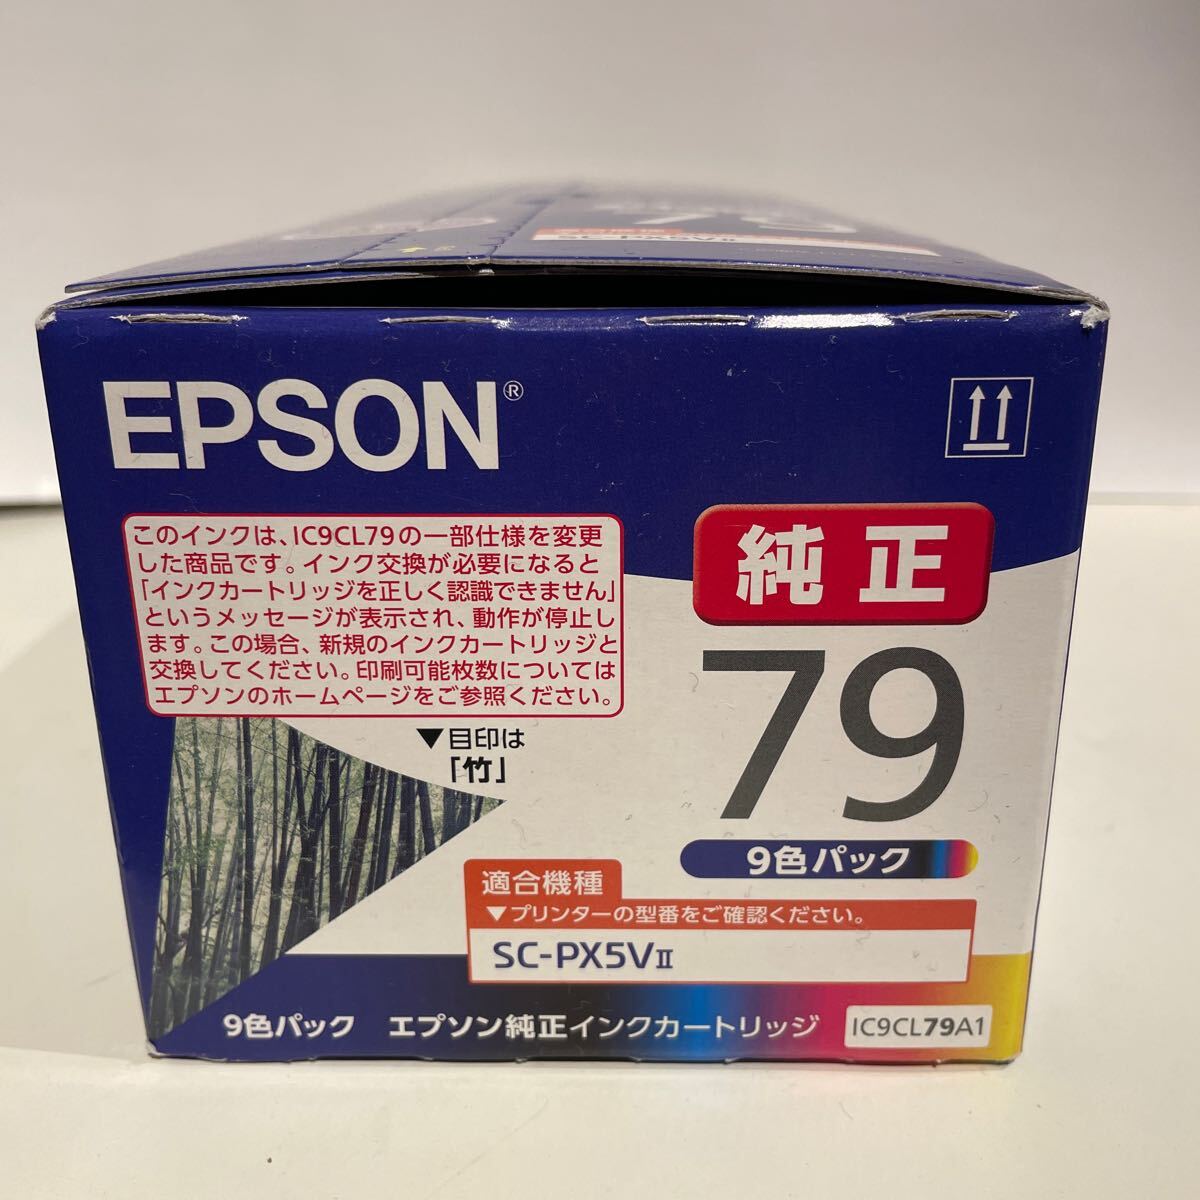 79
SC-PX5VⅡ
EPSON®
このインクは、IC9CL79の一部仕様を変更
した商品です。インク交換が必要になると
「インクカートリッジを正しく認識できません」
というメッセージが表示され、動作が停止し
ます。この場合、新規のインクカートリッジと
交換してください。印刷可能枚数については
エプソンのホームページをご参照ください。
純正
79
9色パック
▼目印は
「竹」
適合機種
▼プリンターの型番をご確認ください。
SC-PX5VⅡ
9色パック エプソン純正インクカートリッジ IC9CL79A1